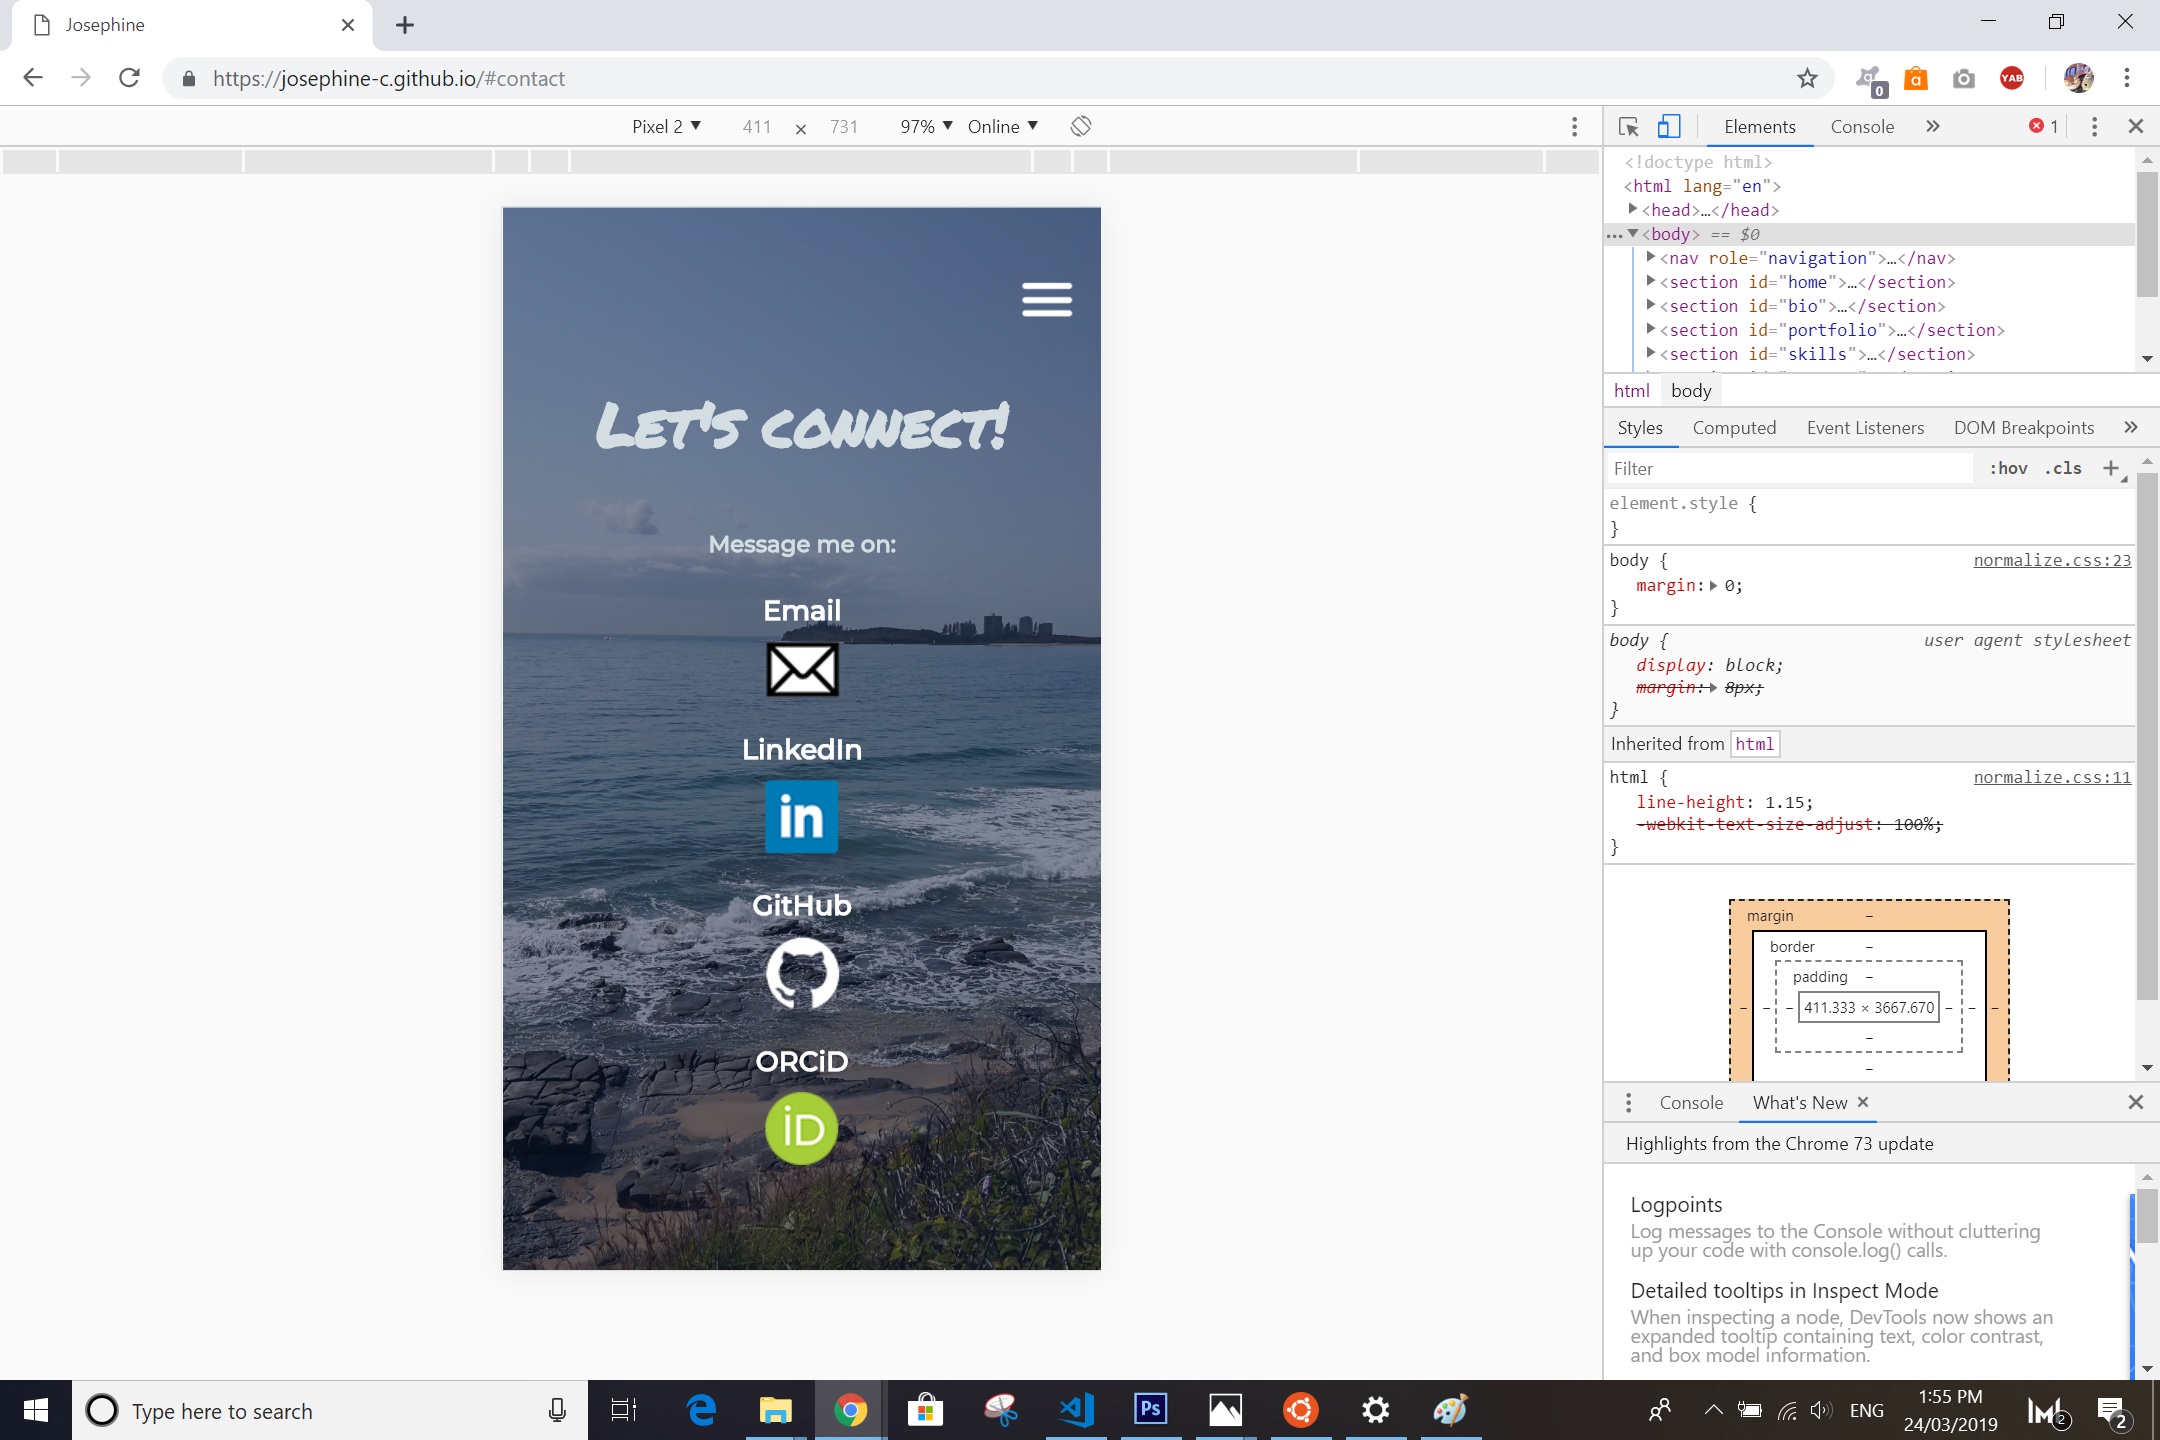 Josephine
https://josephine-c.github.io/#contact
0
a
YAB
Pixel 2 ▼ 411 × 731 97% ▼ Online ▼
Elements Console » 1
<!doctype html>
<html lang="en">
<head>…</head>
… <body> == $0
<nav role="navigation">…</nav>
<section id="home">…</section>
<section id="bio">…</section>
<section id="portfolio">…</section>
<section id="skills">…</section>
html body
Styles Computed Event Listeners DOM Breakpoints »
Filter :hov .cls +
element.style {
}
body { normalize.css:23
margin: 0;
}
body { user agent stylesheet
display: block;
margin: 8px;
}
Inherited from html
html { normalize.css:11
line-height: 1.15;
-webkit-text-size-adjust: 100%;
}
margin –
border –
padding –
– – – 411.333 × 3667.670 – – –
–
–
Console What's New ×
Highlights from the Chrome 73 update
Logpoints
Log messages to the Console without cluttering
up your code with console.log() calls.
Detailed tooltips in Inspect Mode
When inspecting a node, DevTools now shows an
expanded tooltip containing text, color contrast,
and box model information.
Let's connect!
Message me on:
Email
LinkedIn
in
GitHub
ORCiD
iD
Type here to search
Ps
ENG
1:55 PM
24/03/2019
2
2